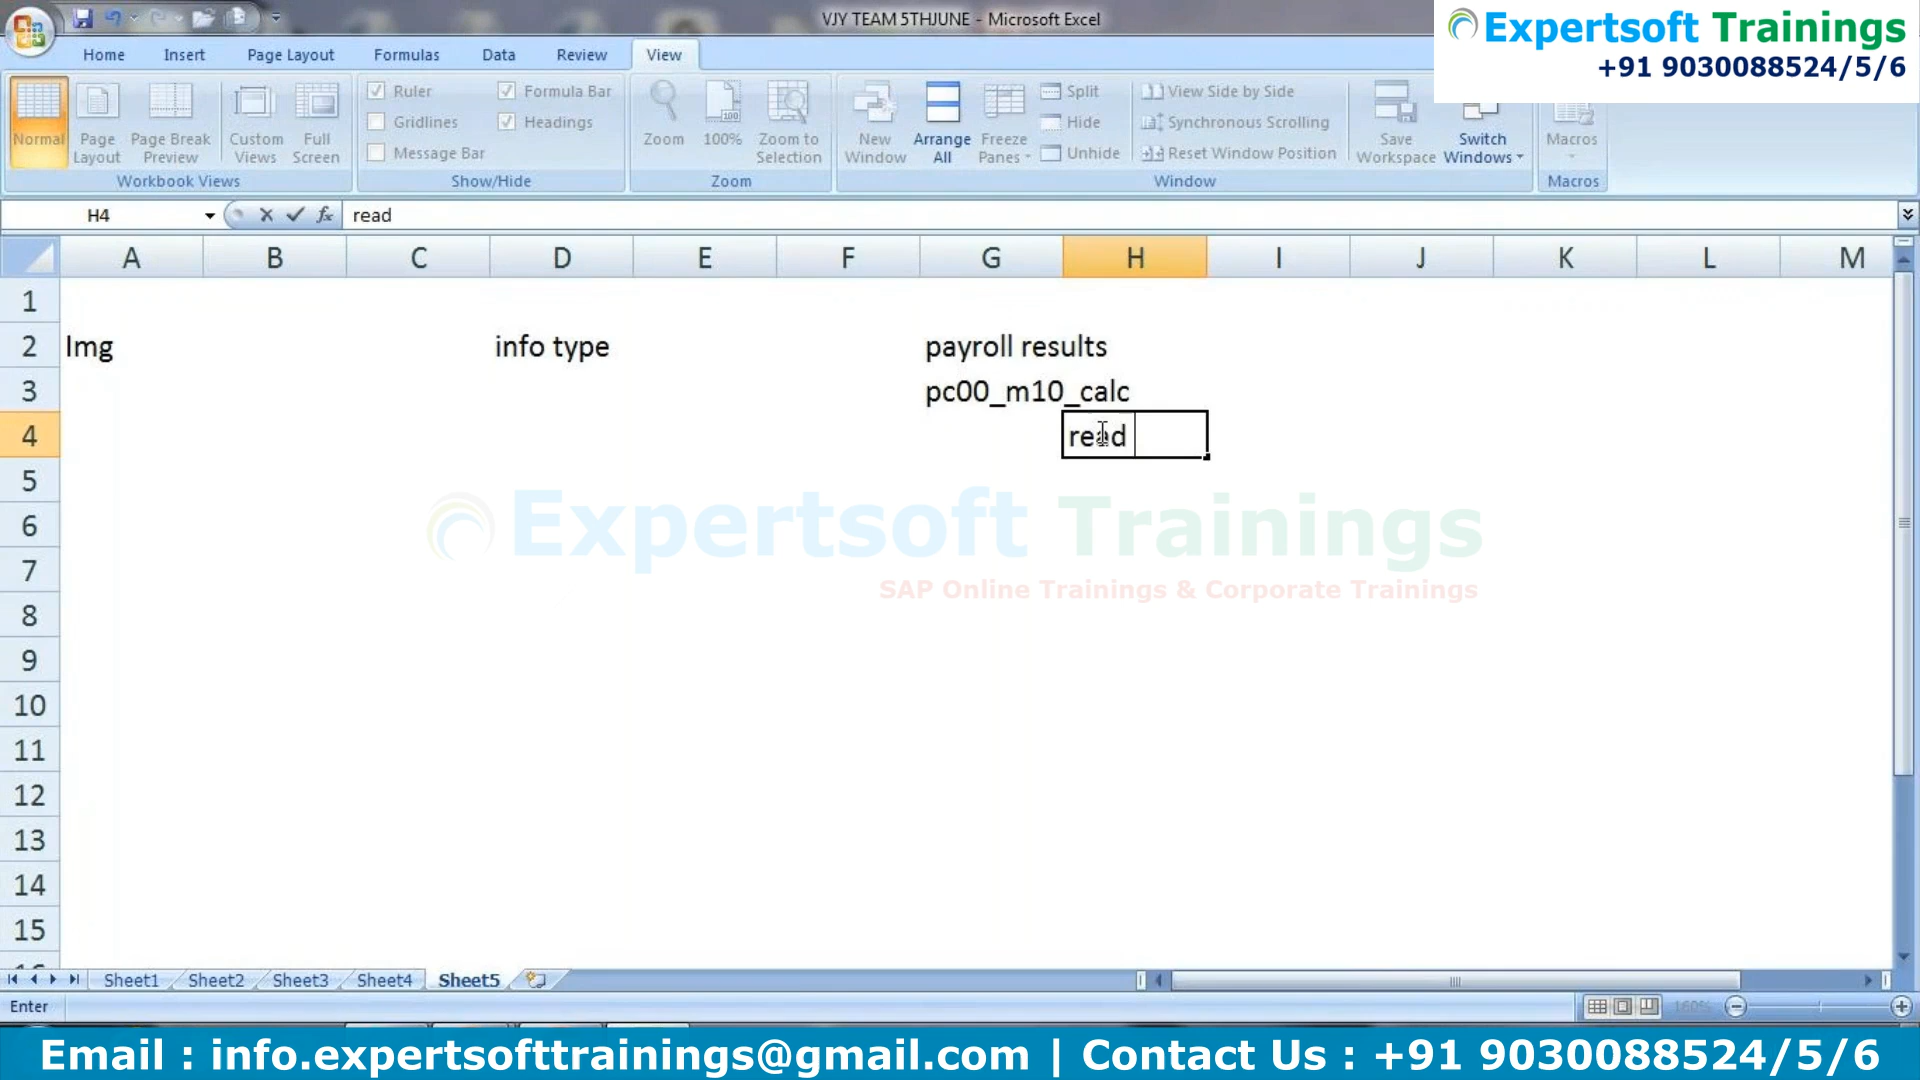 VJY TEAM 5THJUNE - Microsoft Excel
Expertsoft Trainings
+91 9030088524/5/6
Home Insert Page Layout Formulas Data Review View
Normal
Page Layout
Page Break Preview
Custom Views
Full Screen
Workbook Views
Ruler
Gridlines
Message Bar
Formula Bar
Headings
Show/Hide
Zoom
100%
Zoom to Selection
Zoom
New Window
Arrange All
Freeze Panes
Split
Hide
Unhide
View Side by Side
Synchronous Scrolling
Reset Window Position
Save Workspace
Switch Windows
Window
Macros
Macros
H4 fx read
A B C D E F G H I J K L M
1
2 Img info type payroll results
3 pc00_m10_calc
4 read
5
6
7
8
9
10
11
12
13
14
15
Expertsoft Trainings
SAP Online Trainings & Corporate Trainings
Sheet1 Sheet2 Sheet3 Sheet4 Sheet5
Enter 160%
Email : info.expertsofttrainings@gmail.com | Contact Us : +91 9030088524/5/6